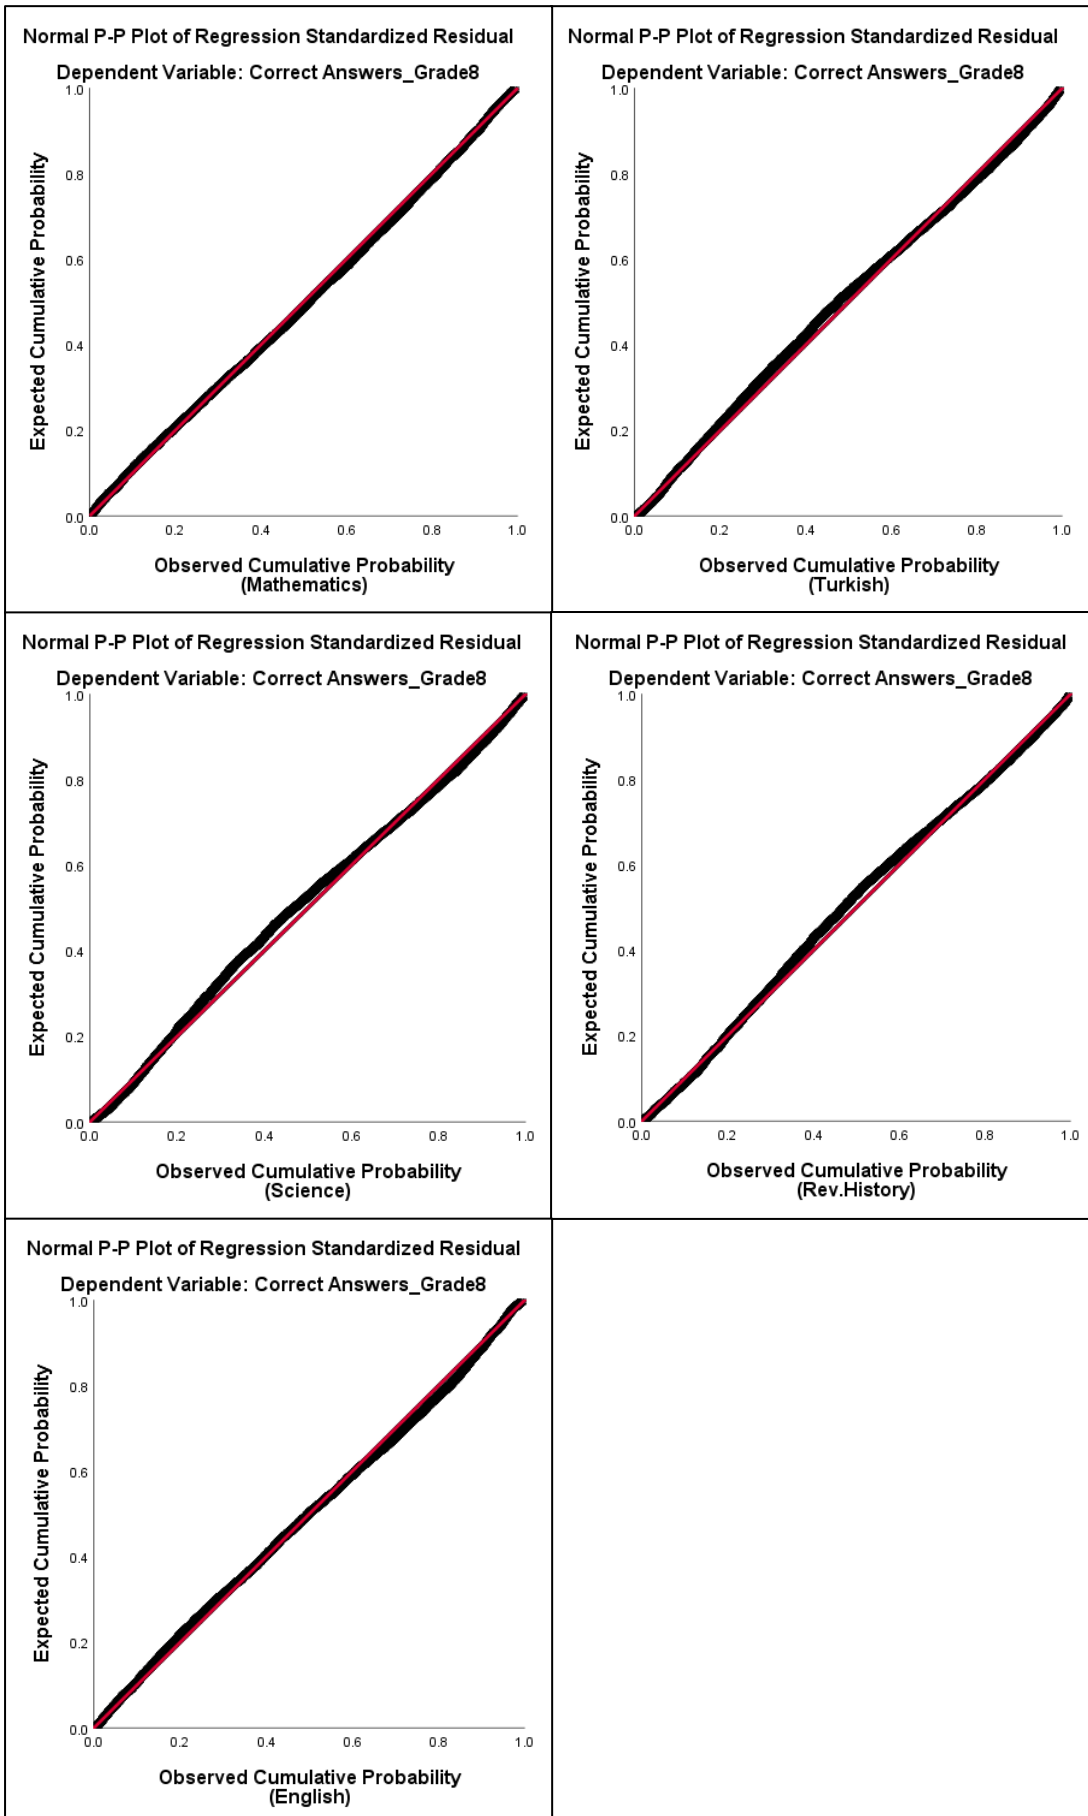 Normal P-P Plot of Regression Standardized Residual
Dependent Variable: Correct Answers_Grade8
Expected Cumulative Probability
1.0
0.8
0.6
0.4
0.2
0.0
0.0 0.2 0.4 0.6 0.8 1.0
Observed Cumulative Probability
(Mathematics)
Normal P-P Plot of Regression Standardized Residual
Dependent Variable: Correct Answers_Grade8
Expected Cumulative Probability
1.0
0.8
0.6
0.4
0.2
0.0
0.0 0.2 0.4 0.6 0.8 1.0
Observed Cumulative Probability
(Turkish)
Normal P-P Plot of Regression Standardized Residual
Dependent Variable: Correct Answers_Grade8
Expected Cumulative Probability
1.0
0.8
0.6
0.4
0.2
0.0
0.0 0.2 0.4 0.6 0.8 1.0
Observed Cumulative Probability
(Science)
Normal P-P Plot of Regression Standardized Residual
Dependent Variable: Correct Answers_Grade8
Expected Cumulative Probability
1.0
0.8
0.6
0.4
0.2
0.0
0.0 0.2 0.4 0.6 0.8 1.0
Observed Cumulative Probability
(Rev.History)
Normal P-P Plot of Regression Standardized Residual
Dependent Variable: Correct Answers_Grade8
Expected Cumulative Probability
1.0
0.8
0.6
0.4
0.2
0.0
0.0 0.2 0.4 0.6 0.8 1.0
Observed Cumulative Probability
(English)